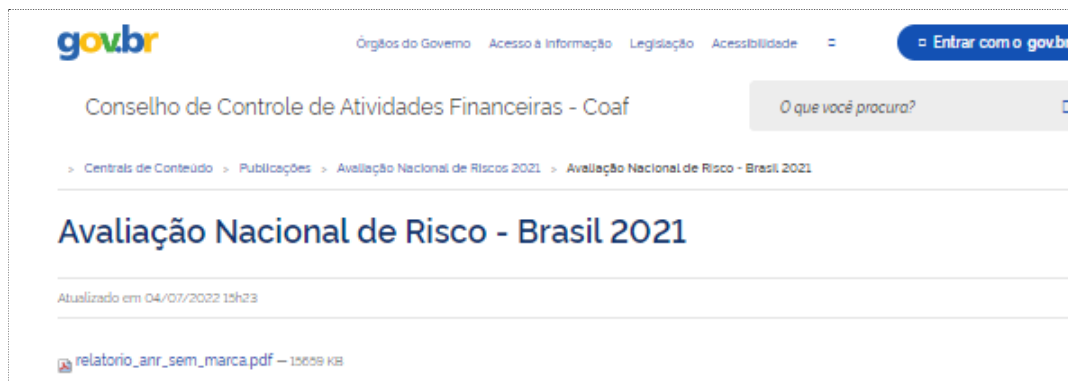 gov.br
Órgãos do Governo Acesso à Informação Legislação Acessibilidade
Entrar com o gov.br
Conselho de Controle de Atividades Financeiras - Coaf
O que você procura?
> Centrais de Conteúdo > Publicações > Avaliação Nacional de Riscos 2021 > Avaliação Nacional de Risco - Brasil 2021
Avaliação Nacional de Risco - Brasil 2021
Atualizado em 04/07/2022 15h23
relatorio_anr_sem_marca.pdf — 15659 KB